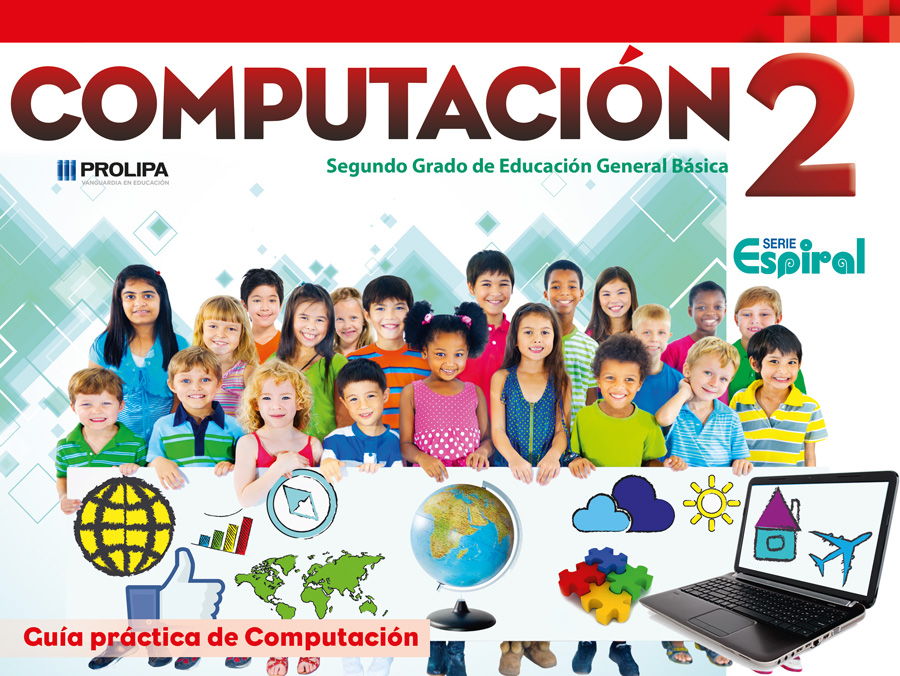 COMPUTACIÓN 2
Segundo Grado de Educación General Básica
PROLIPA
VANGUARDIA EN EDUCACIÓN
SERIE
Espiral
Guía práctica de Computación